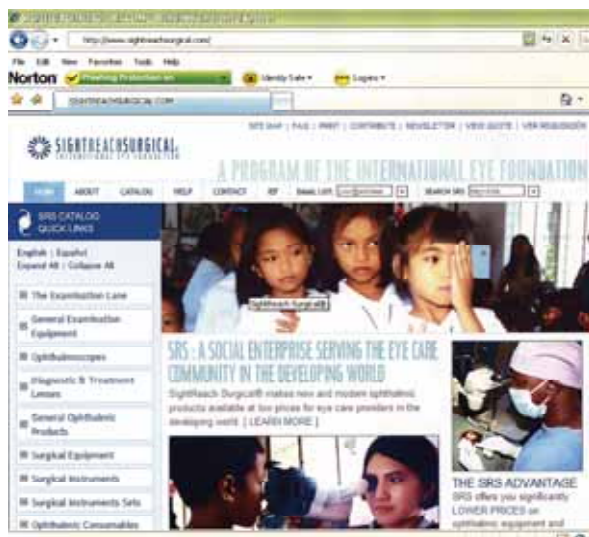 http://www.sightreachsurgical.com/
File Edit View Favorites Tools Help
Norton Phishing Protection on Identity Safe Logins
SIGHTREACHSURGICAL.COM
SITE MAP | FAQ | PRINT | CONTRIBUTE | NEWSLETTER | VIEW QUOTE |
SIGHTREACHSURGICAL
INTERNATIONAL EYE FOUNDATION
A PROGRAM OF THE INTERNATIONAL EYE FOUNDATION
HOME ABOUT CATALOG HELP CONTACT IEF EMAIL LIST: SEARCH SRS
SRS CATALOG
QUICK LINKS
English | Español
Expand All | Collapse All
The Examination Lane
General Examination
Equipment
Ophthalmoscopes
Diagnostic & Treatment
Lenses
General Ophthalmic
Products
Surgical Equipment
Surgical Instruments
Surgical Instruments Sets
Ophthalmic Consumables
SightReach Surgical®
SRS : A SOCIAL ENTERPRISE SERVING THE EYE CARE
COMMUNITY IN THE DEVELOPING WORLD
SightReach Surgical® makes new and modern ophthalmic
products available at low prices for eye care providers in the
developing world. [ LEARN MORE ]
THE SRS ADVANTAGE
SRS offers you significantly
LOWER PRICES on
ophthalmic equipment and